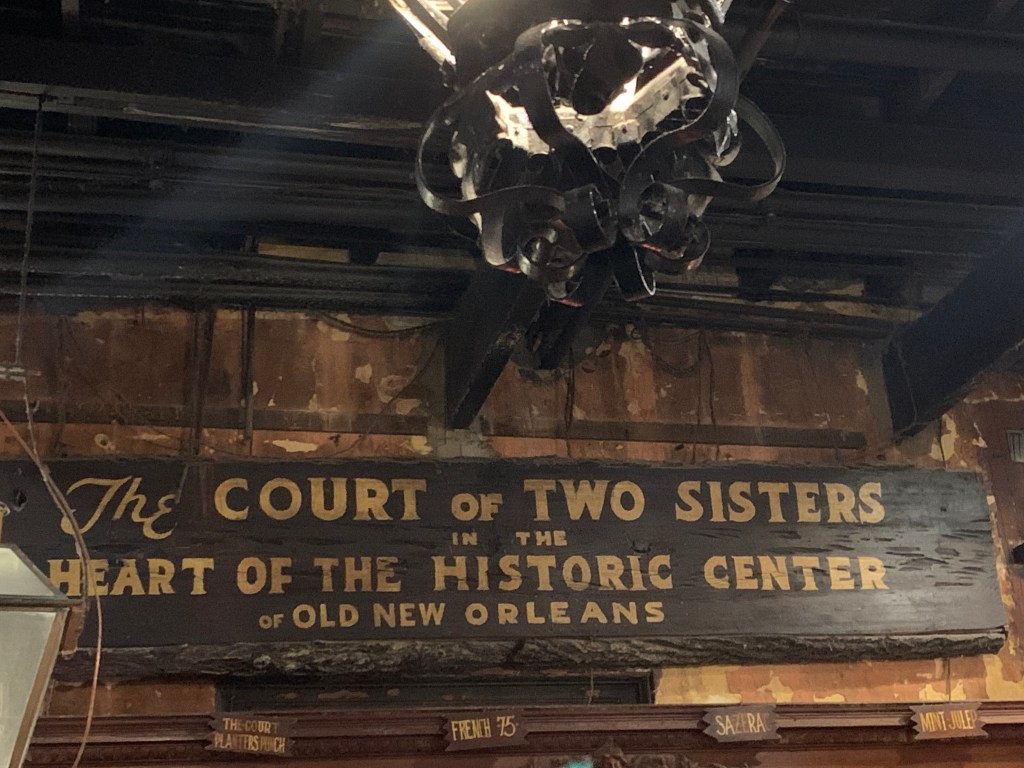 The COURT OF TWO SISTERS
IN THE
HEART OF THE HISTORIC CENTER
OF OLD NEW ORLEANS
THE COURT
PLANTERS PUNCH
FRENCH 75
SAZERA
MINT JULEP